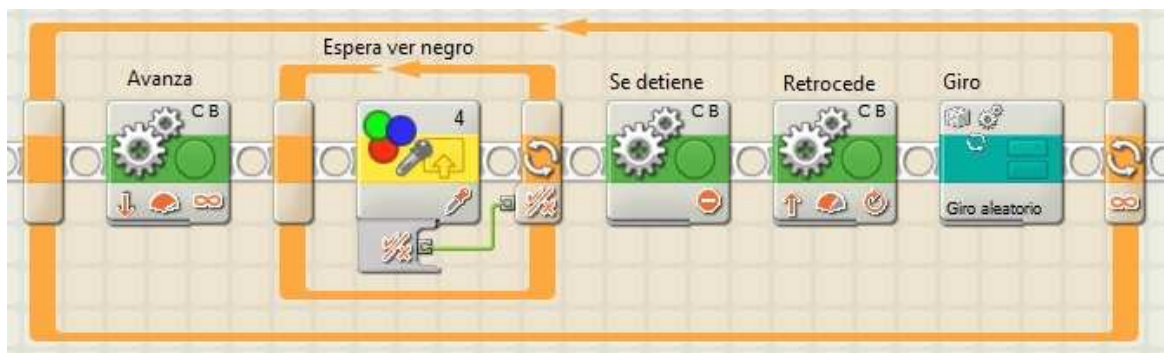 Espera ver negro
Avanza
Se detiene
Retrocede
Giro
C B
4
C B
C B
Giro aleatorio